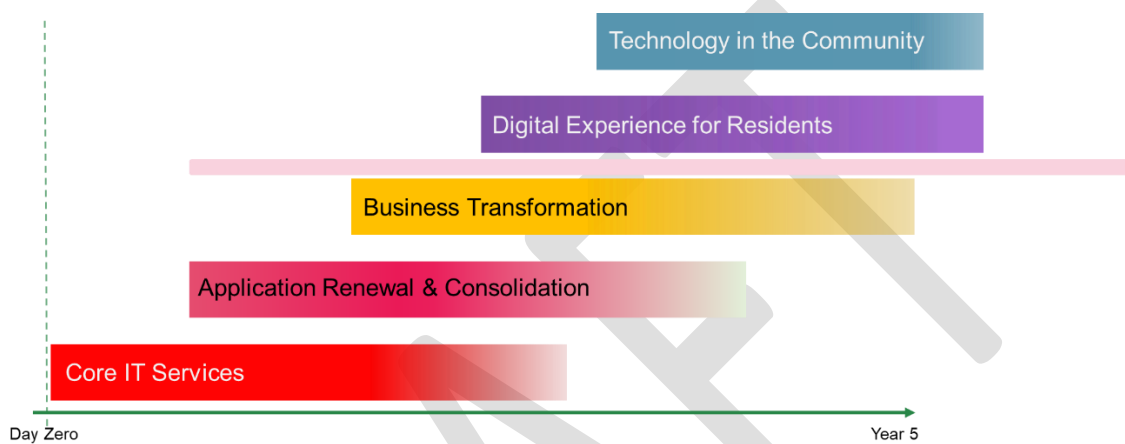 Technology in the Community
Digital Experience for Residents
Business Transformation
Application Renewal & Consolidation
Core IT Services
Day Zero
Year 5